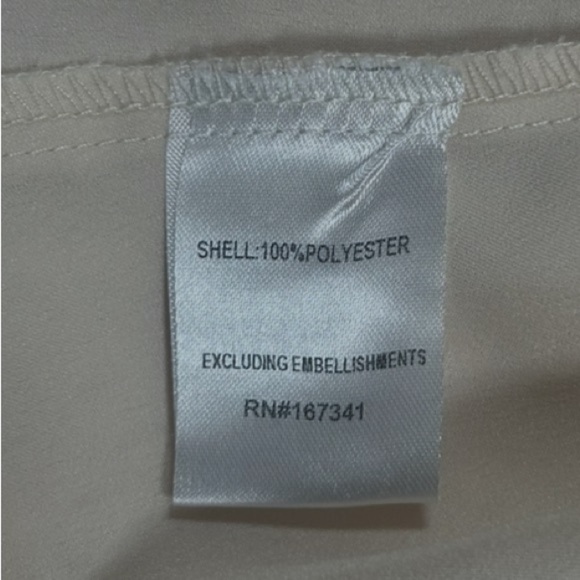 SHELL:100%POLYESTER
EXCLUDING EMBELLISHMENTS
RN#167341